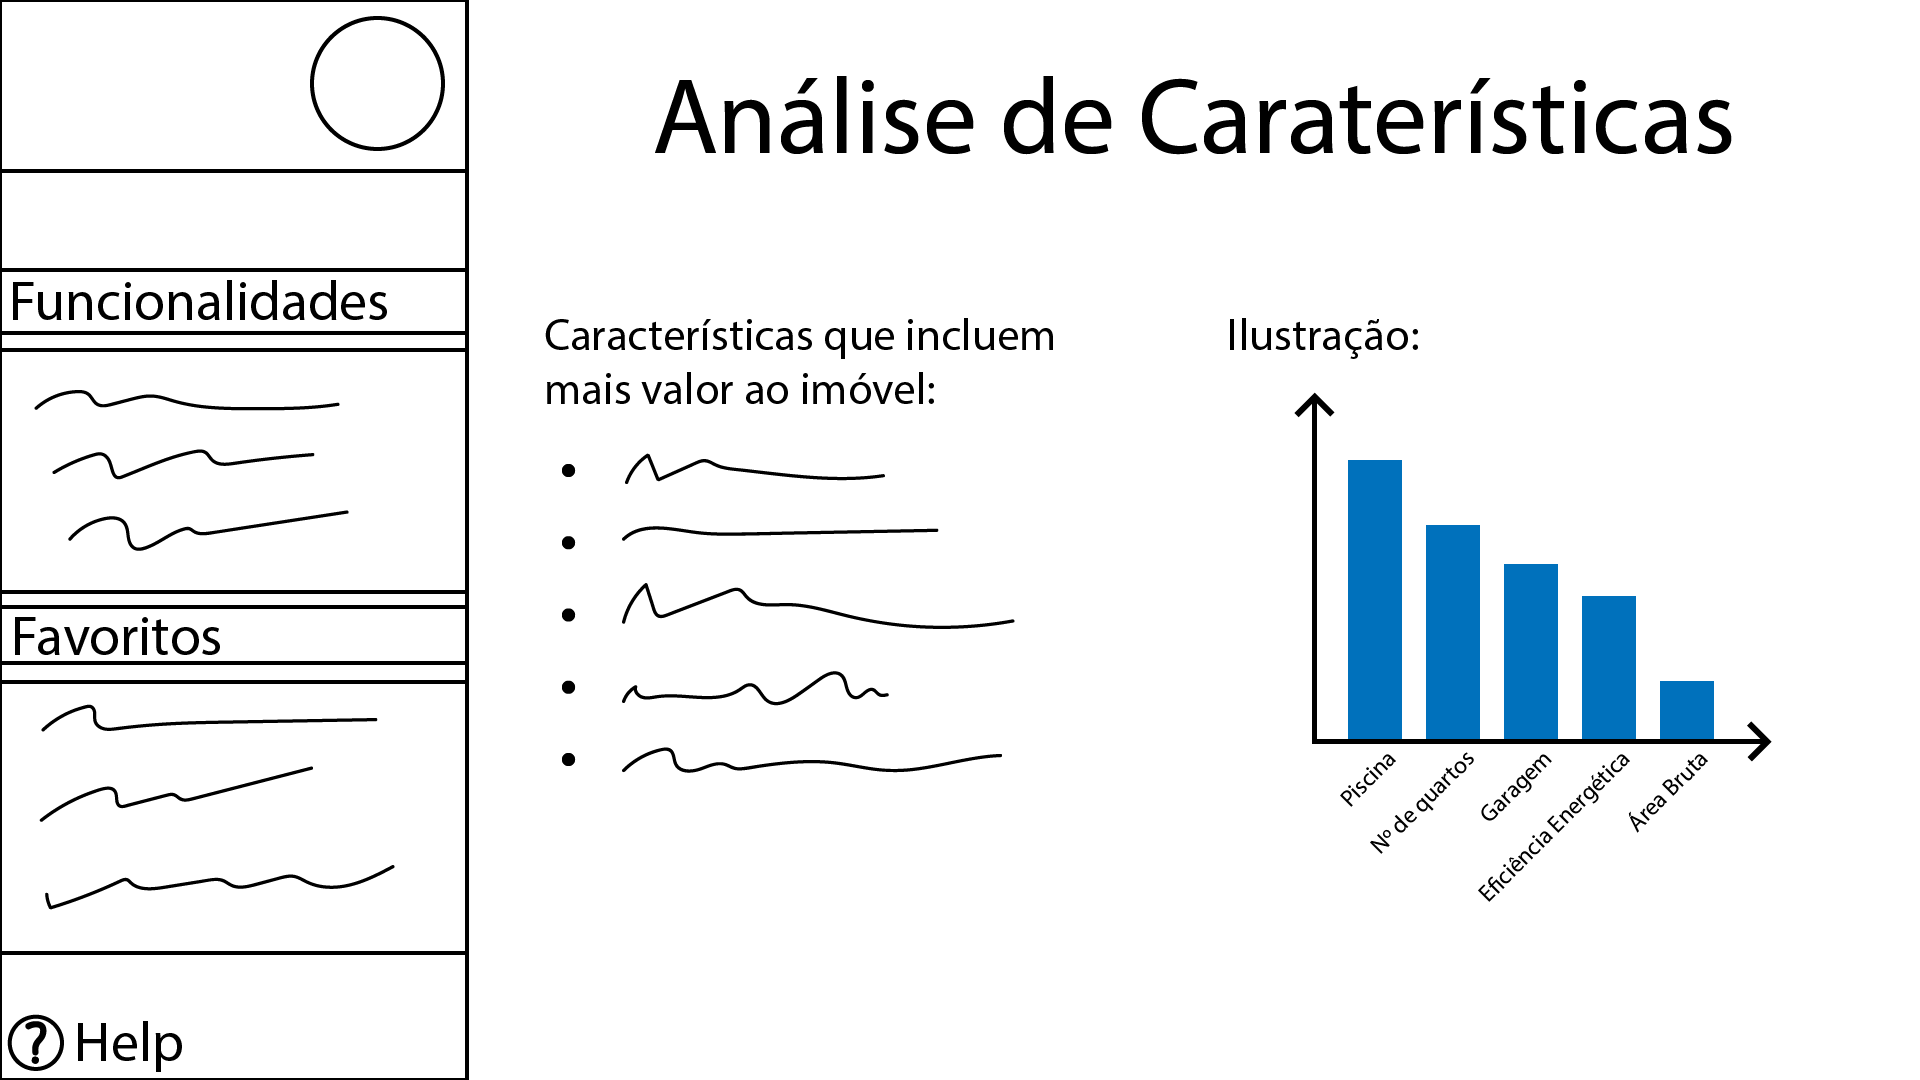 Análise de Caraterísticas
Funcionalidades
Favoritos
? Help
Características que incluem
mais valor ao imóvel:
Ilustração:
Piscina
Nº de quartos
Garagem
Eficiência Energética
Área Bruta